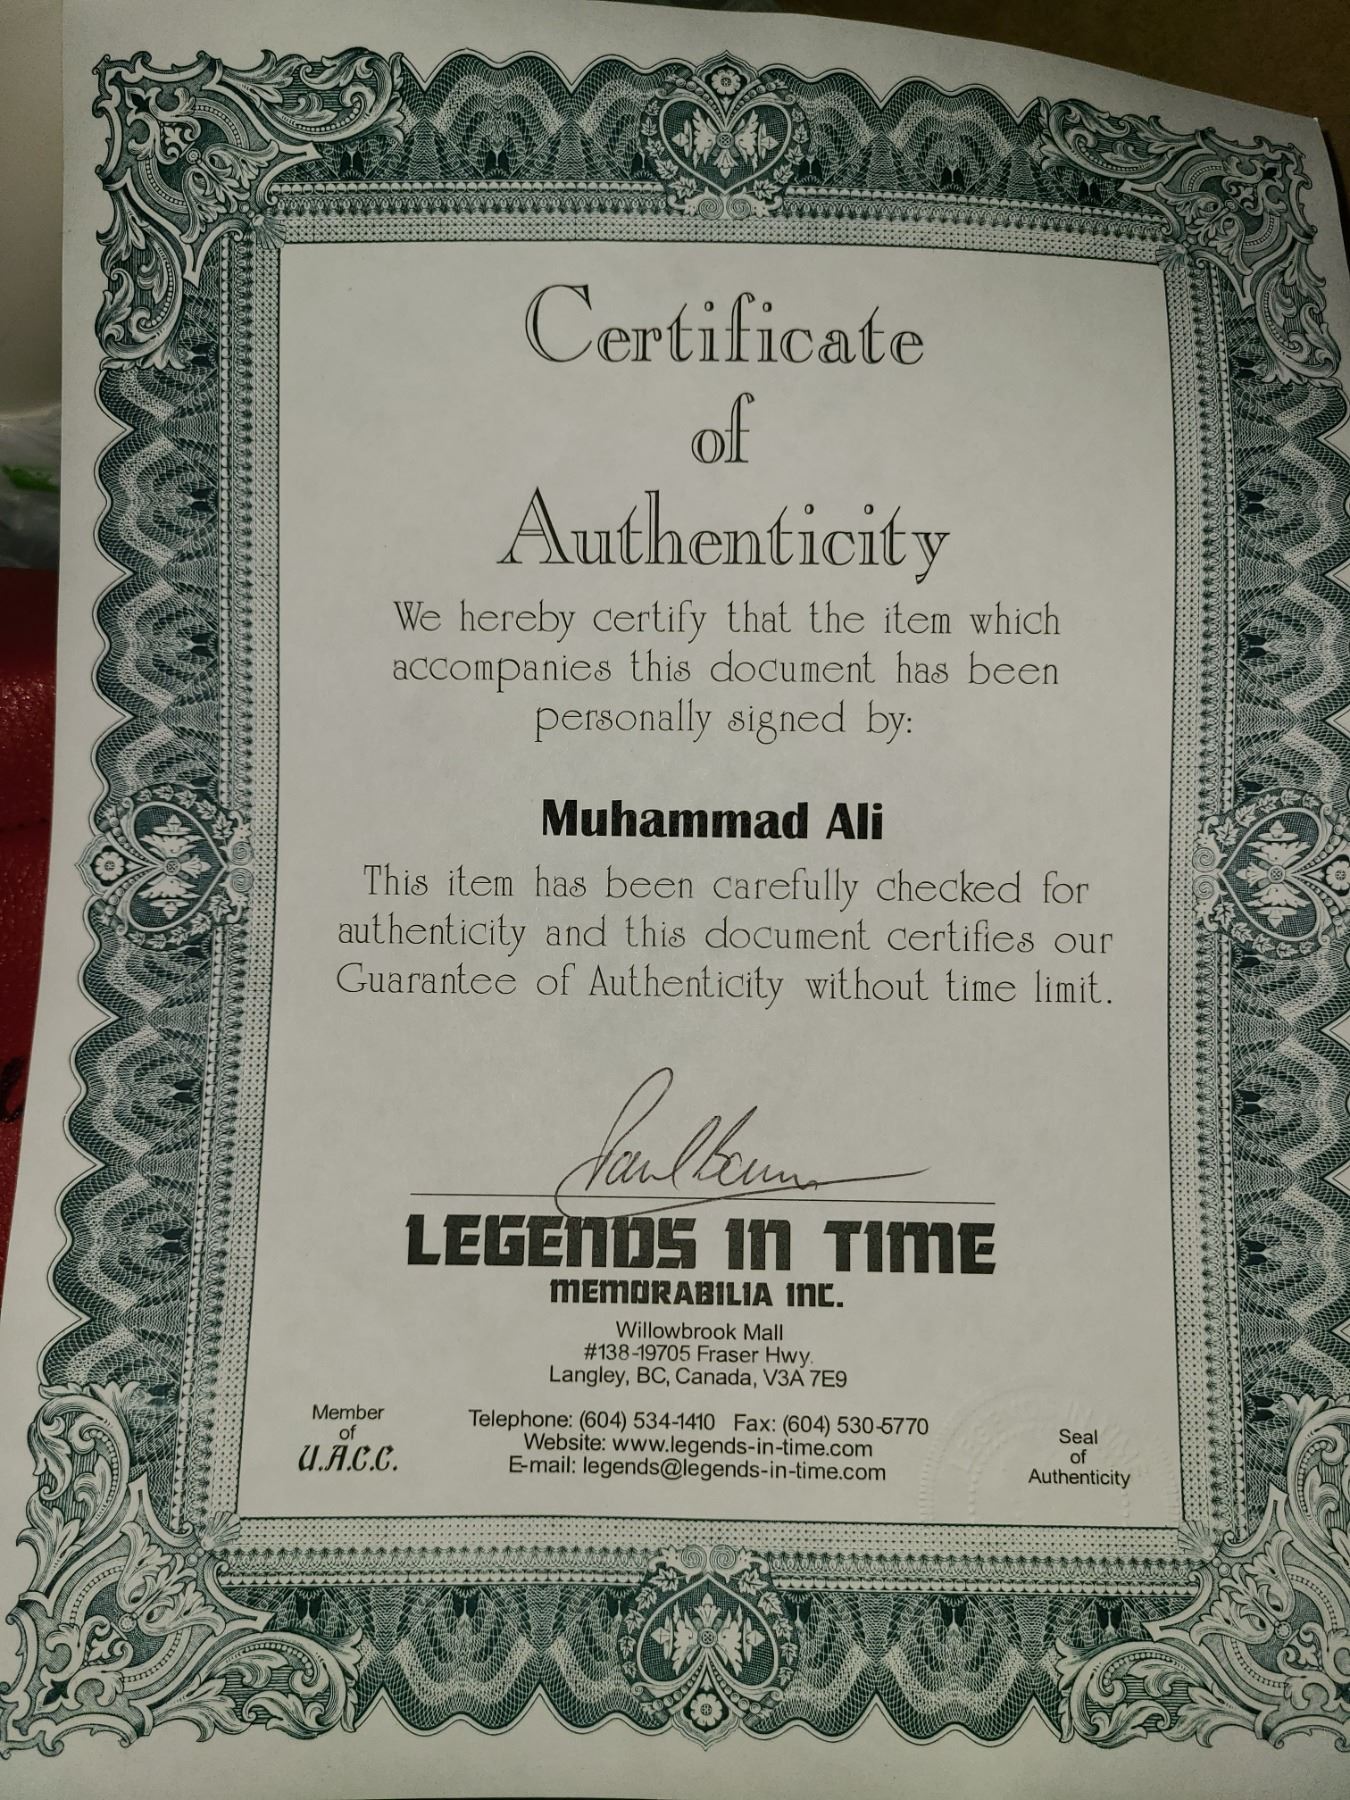 Certificate
of
Authenticity
We hereby certify that the item which
accompanies this document has been
personally signed by:
Muhammad Ali
This item has been carefully checked for
authenticity and this document certifies our
Guarantee of Authenticity without time limit.
LEGENDS IN TIME
MEMORABILIA INC.
Willowbrook Mall
#138-19705 Fraser Hwy.
Langley, BC, Canada, V3A 7E9
Member
of
U.A.C.C.
Telephone: (604) 534-1410 Fax: (604) 530-5770
Website: www.legends-in-time.com
E-mail: legends@legends-in-time.com
Seal
of
Authenticity